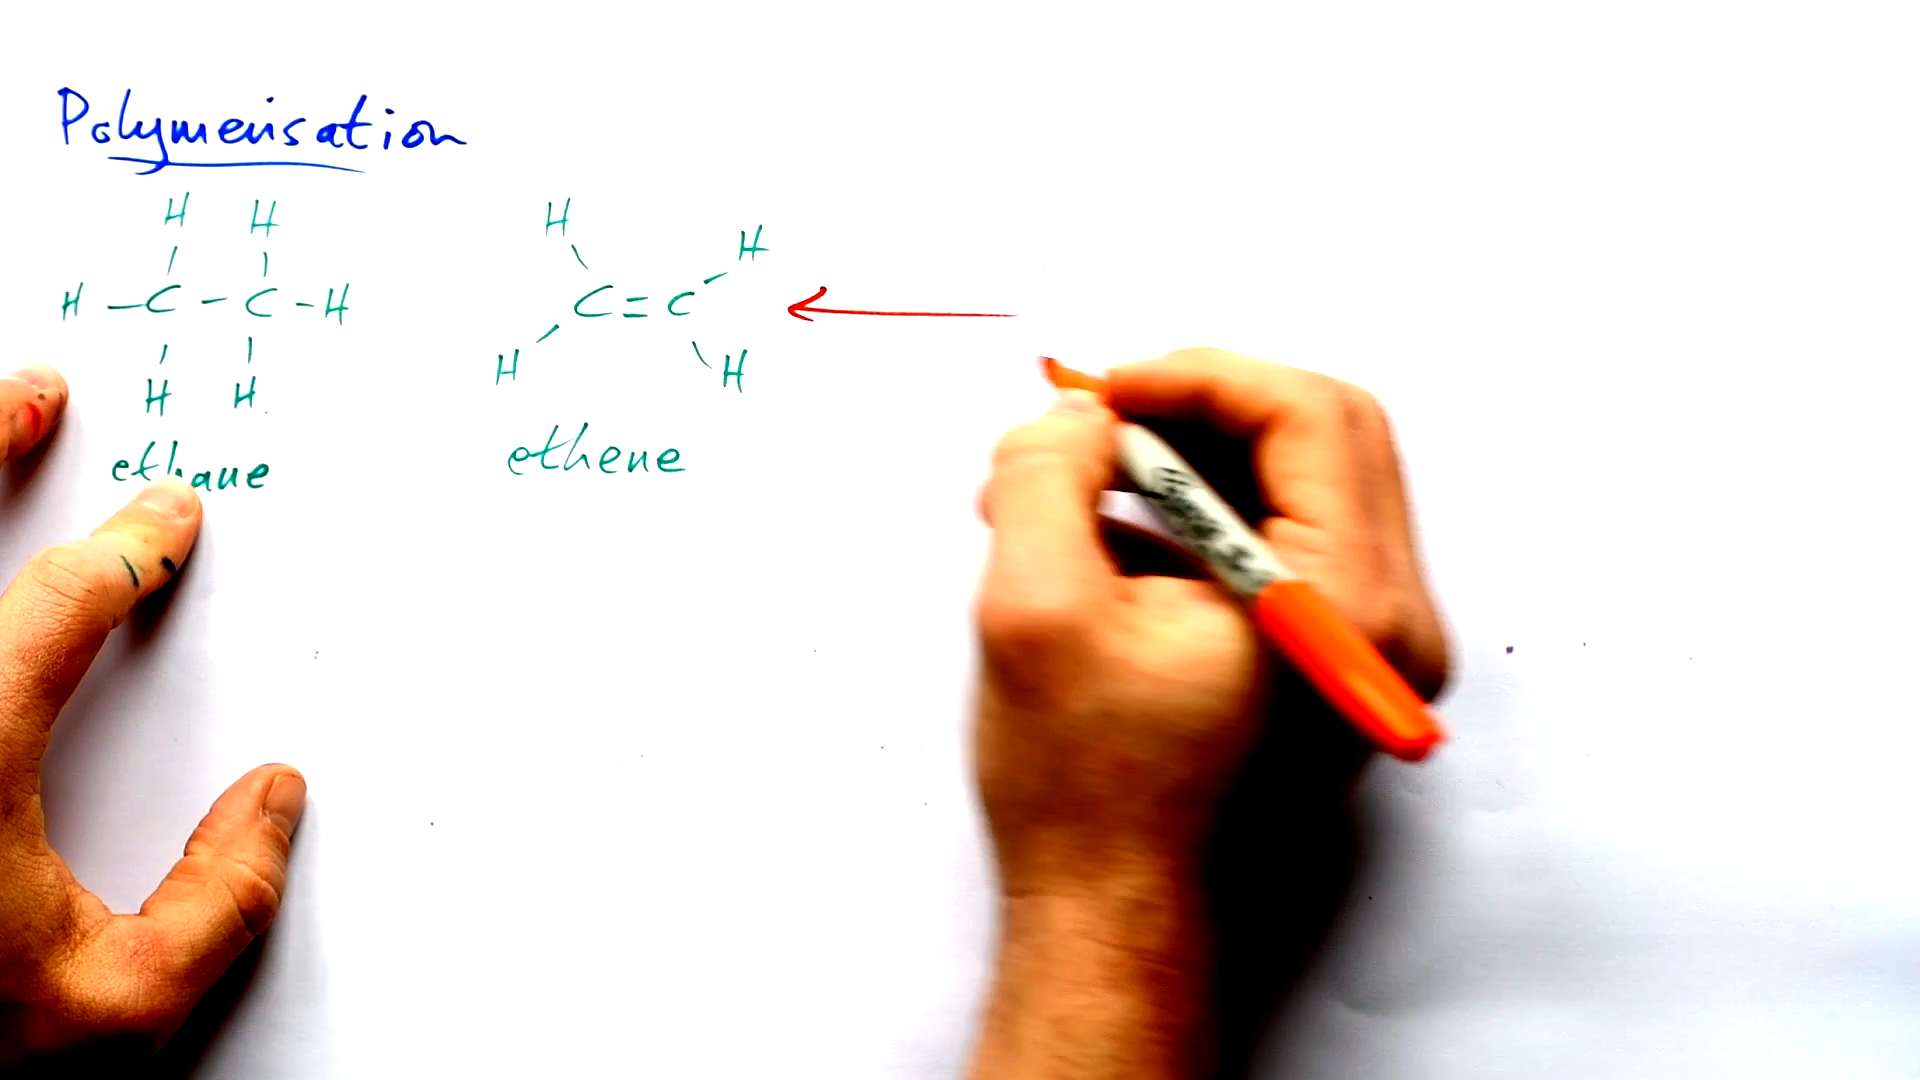 Polymerisation
H H
H H
H - C - C - H
C = C
H H
H H
ethane
ethene